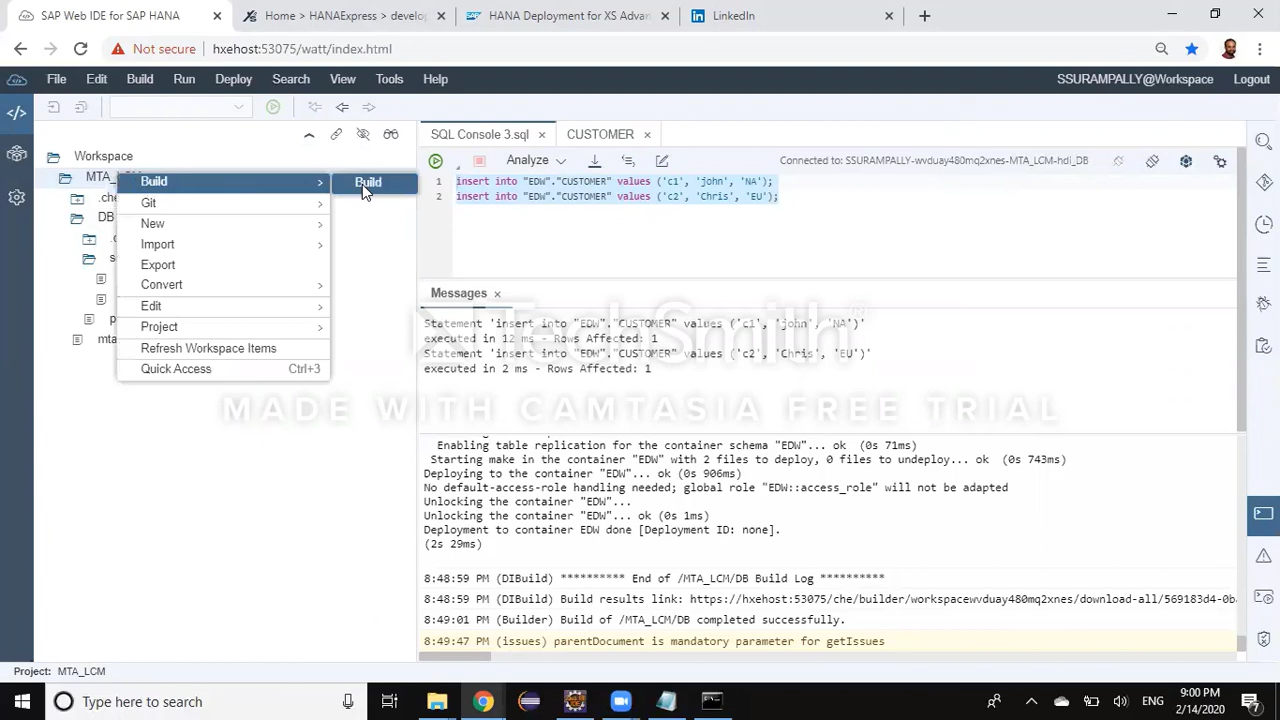 SAP Web IDE for SAP HANA
Home > HANAExpress > develop
HANA Deployment for XS Advan
LinkedIn
Not secure
hxehost:53075/watt/index.html
File Edit Build Run Deploy Search View Tools Help
SSURAMPALLY@Workspace
Logout
Workspace
MTA_
.che
DB
.c
s
p
mta
Build
Build
Git
New
Import
Export
Convert
Edit
Project
Refresh Workspace Items
Quick Access Ctrl+3
SQL Console 3.sql
CUSTOMER
Analyze
Connected to: SSURAMPALLY-wvduay480mq2xnes-MTA_LCM-hdi_DB
1 insert into "EDW"."CUSTOMER" values ('c1', 'john', 'NA');
2 insert into "EDW"."CUSTOMER" values ('c2', 'Chris', 'EU');
Messages
Statement 'insert into "EDW"."CUSTOMER" values ('c1', 'john', 'NA')'
executed in 12 ms - Rows Affected: 1
Statement 'insert into "EDW"."CUSTOMER" values ('c2', 'Chris', 'EU')'
executed in 2 ms - Rows Affected: 1
TechSmith
MADE WITH CAMTASIA FREE TRIAL
Enabling table replication for the container schema "EDW"... ok (0s 71ms)
Starting make in the container "EDW" with 2 files to deploy, 0 files to undeploy... ok (0s 743ms)
Deploying to the container "EDW"... ok (0s 906ms)
No default-access-role handling needed; global role "EDW::access_role" will not be adapted
Unlocking the container "EDW"...
Unlocking the container "EDW"... ok (0s 1ms)
Deployment to container EDW done [Deployment ID: none].
(2s 29ms)
8:48:59 PM (DIBuild) ********** End of /MTA_LCM/DB Build Log **********
8:48:59 PM (DIBuild) Build results link: https://hxehost:53075/che/builder/workspacewvduay480mq2xnes/download-all/569183d4-0ba
8:49:01 PM (Builder) Build of /MTA_LCM/DB completed successfully.
8:49:47 PM (issues) parentDocument is mandatory parameter for getIssues
Project: MTA_LCM
Type here to search
ENG
9:00 PM
2/14/2020
7